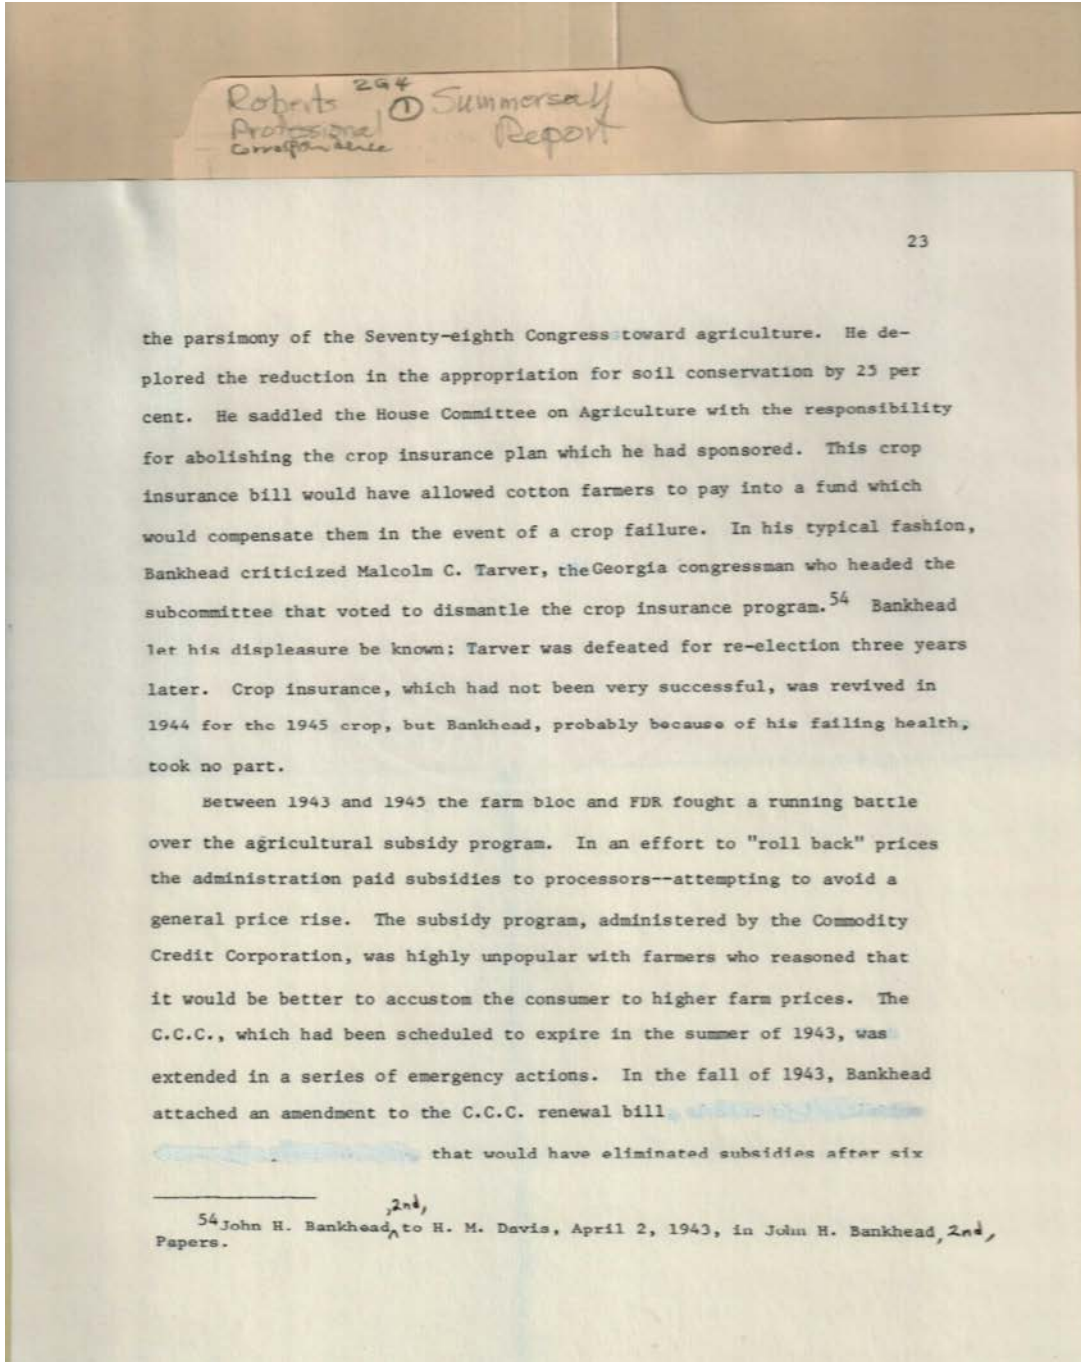 Roberts 2G4 ① Summersall
Professional Report
Correspondence
23
the parsimony of the Seventy-eighth Congress toward agriculture. He de-
plored the reduction in the appropriation for soil conservation by 25 per
cent. He saddled the House Committee on Agriculture with the responsibility
for abolishing the crop insurance plan which he had sponsored. This crop
insurance bill would have allowed cotton farmers to pay into a fund which
would compensate them in the event of a crop failure. In his typical fashion,
Bankhead criticized Malcolm C. Tarver, the Georgia congressman who headed the
subcommittee that voted to dismantle the crop insurance program.54 Bankhead
let his displeasure be known; Tarver was defeated for re-election three years
later. Crop insurance, which had not been very successful, was revived in
1944 for the 1945 crop, but Bankhead, probably because of his failing health,
took no part.
Between 1943 and 1945 the farm bloc and FDR fought a running battle
over the agricultural subsidy program. In an effort to "roll back" prices
the administration paid subsidies to processors--attempting to avoid a
general price rise. The subsidy program, administered by the Commodity
Credit Corporation, was highly unpopular with farmers who reasoned that
it would be better to accustom the consumer to higher farm prices. The
C.C.C., which had been scheduled to expire in the summer of 1943, was
extended in a series of emergency actions. In the fall of 1943, Bankhead
attached an amendment to the C.C.C. renewal bill
that would have eliminated subsidies after six
54 John H. Bankhead, 2nd, to H. M. Davis, April 2, 1943, in John H. Bankhead, 2nd,
Papers.